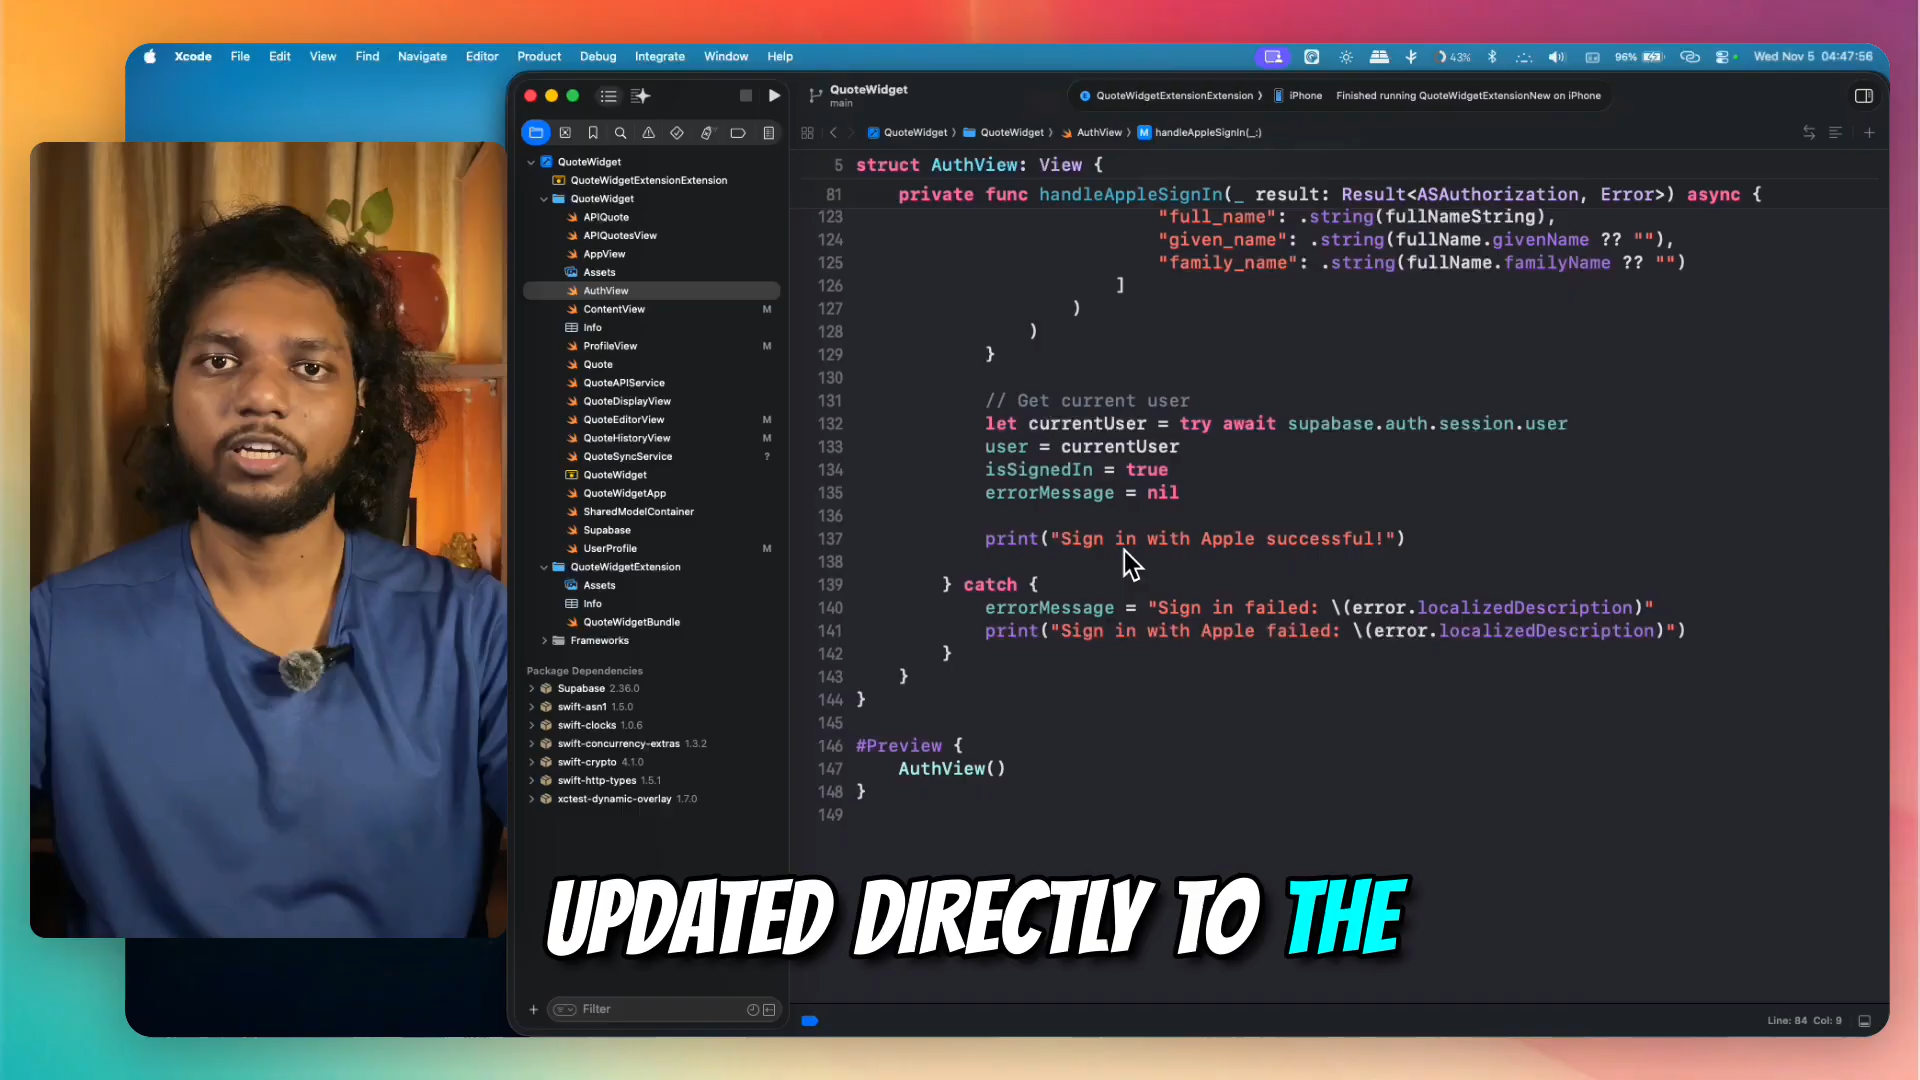 Xcode File Edit View Find Navigate Editor Product Debug Integrate Window Help
43% 96% Wed Nov 5 04:47:56
QuoteWidget
main
QuoteWidgetExtensionExtension iPhone Finished running QuoteWidgetExtensionNew on iPhone
QuoteWidget QuoteWidget AuthView M handleAppleSignIn(_:)
QuoteWidget
QuoteWidgetExtensionExtension
QuoteWidget
APIQuote
APIQuotesView
AppView
Assets
AuthView
ContentView M
Info
ProfileView M
Quote
QuoteAPIService
QuoteDisplayView
QuoteEditorView M
QuoteHistoryView M
QuoteSyncService ?
QuoteWidget
QuoteWidgetApp
SharedModelContainer
Supabase
UserProfile M
QuoteWidgetExtension
Assets
Info
QuoteWidgetBundle
Frameworks
Package Dependencies
Supabase 2.36.0
swift-asn1 1.5.0
swift-clocks 1.0.6
swift-concurrency-extras 1.3.2
swift-crypto 4.1.0
swift-http-types 1.5.1
xctest-dynamic-overlay 1.7.0
Filter
5 struct AuthView: View {
81 private func handleAppleSignIn(_ result: Result<ASAuthorization, Error>) async {
123 "full_name": .string(fullNameString),
124 "given_name": .string(fullName.givenName ?? ""),
125 "family_name": .string(fullName.familyName ?? "")
126 ]
127 )
128 )
129 }
130
131 // Get current user
132 let currentUser = try await supabase.auth.session.user
133 user = currentUser
134 isSignedIn = true
135 errorMessage = nil
136
137 print("Sign in with Apple successful!")
138
139 } catch {
140 errorMessage = "Sign in failed: \(error.localizedDescription)"
141 print("Sign in with Apple failed: \(error.localizedDescription)")
142 }
143 }
144 }
145
146 #Preview {
147 AuthView()
148 }
149
UPDATED DIRECTLY TO THE
Line: 84 Col: 9